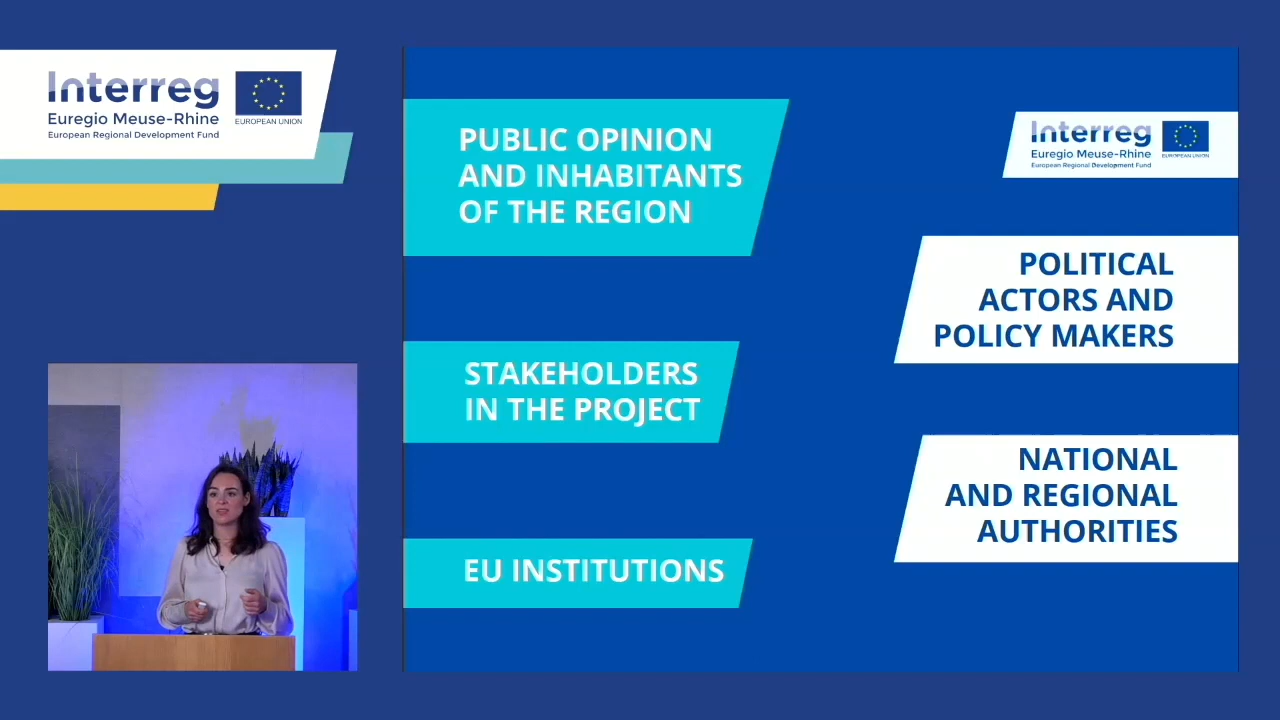 Interreg
Euregio Meuse-Rhine
European Regional Development Fund
EUROPEAN UNION
PUBLIC OPINION
AND INHABITANTS
OF THE REGION
STAKEHOLDERS
IN THE PROJECT
EU INSTITUTIONS
Interreg
Euregio Meuse-Rhine
European Regional Development Fund
EUROPEAN UNION
POLITICAL
ACTORS AND
POLICY MAKERS
NATIONAL
AND REGIONAL
AUTHORITIES